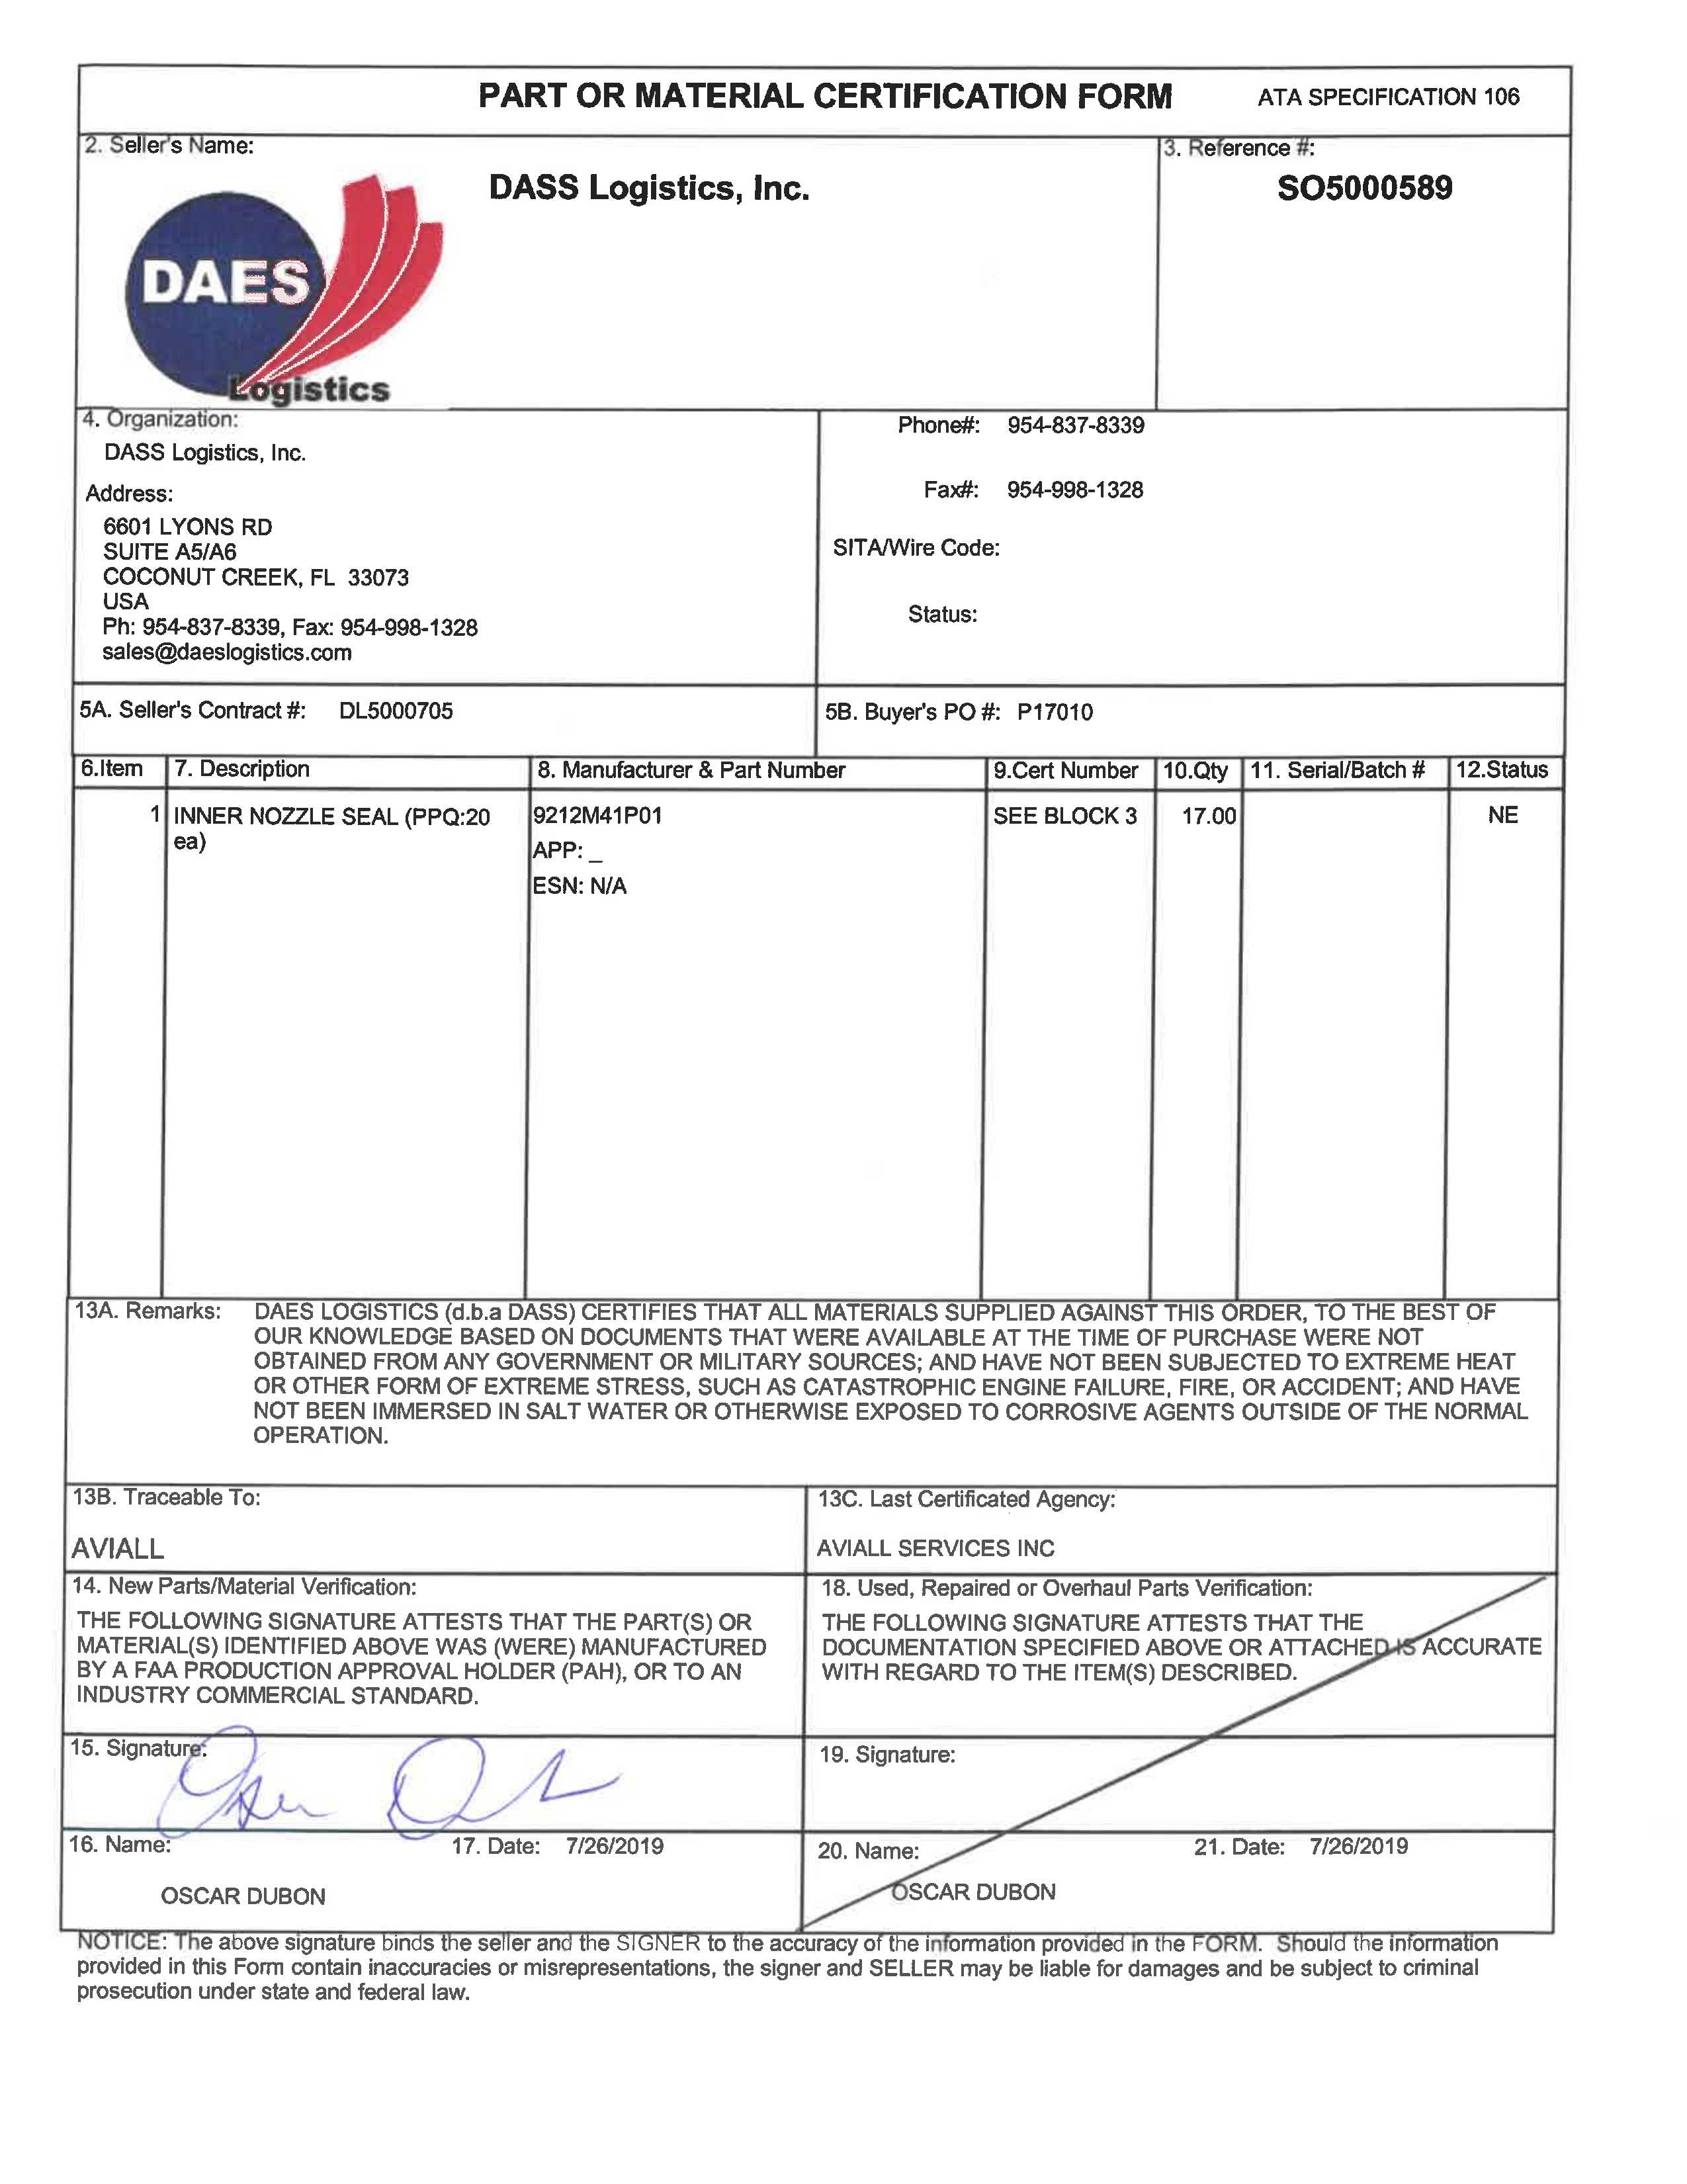 PART OR MATERIAL CERTIFICATION FORM ATA SPECIFICATION 106
2. Seller's Name:
DAES
Logistics
DASS Logistics, Inc.
3. Reference #:
SO5000589
4. Organization:
DASS Logistics, Inc.
Address:
6601 LYONS RD
SUITE A5/A6
COCONUT CREEK, FL 33073
USA
Ph: 954-837-8339, Fax: 954-998-1328
sales@daeslogistics.com
Phone#: 954-837-8339
Fax#: 954-998-1328
SITA/Wire Code:
Status:
5A. Seller's Contract #: DL5000705
5B. Buyer's PO #: P17010
6.Item 7. Description 8. Manufacturer & Part Number 9.Cert Number 10.Qty 11. Serial/Batch # 12.Status
1 INNER NOZZLE SEAL (PPQ:20 9212M41P01 SEE BLOCK 3 17.00 NE
ea)
APP: _
ESN: N/A
13A. Remarks: DAES LOGISTICS (d.b.a DASS) CERTIFIES THAT ALL MATERIALS SUPPLIED AGAINST THIS ORDER, TO THE BEST OF
OUR KNOWLEDGE BASED ON DOCUMENTS THAT WERE AVAILABLE AT THE TIME OF PURCHASE WERE NOT
OBTAINED FROM ANY GOVERNMENT OR MILITARY SOURCES; AND HAVE NOT BEEN SUBJECTED TO EXTREME HEAT
OR OTHER FORM OF EXTREME STRESS, SUCH AS CATASTROPHIC ENGINE FAILURE, FIRE, OR ACCIDENT; AND HAVE
NOT BEEN IMMERSED IN SALT WATER OR OTHERWISE EXPOSED TO CORROSIVE AGENTS OUTSIDE OF THE NORMAL
OPERATION.
13B. Traceable To:
AVIALL
13C. Last Certificated Agency:
AVIALL SERVICES INC
14. New Parts/Material Verification:
THE FOLLOWING SIGNATURE ATTESTS THAT THE PART(S) OR
MATERIAL(S) IDENTIFIED ABOVE WAS (WERE) MANUFACTURED
BY A FAA PRODUCTION APPROVAL HOLDER (PAH), OR TO AN
INDUSTRY COMMERCIAL STANDARD.
18. Used, Repaired or Overhaul Parts Verification:
THE FOLLOWING SIGNATURE ATTESTS THAT THE
DOCUMENTATION SPECIFIED ABOVE OR ATTACHED IS ACCURATE
WITH REGARD TO THE ITEM(S) DESCRIBED.
15. Signature:
19. Signature:
16. Name: 17. Date: 7/26/2019
OSCAR DUBON
20. Name: 21. Date: 7/26/2019
OSCAR DUBON
NOTICE: The above signature binds the seller and the SIGNER to the accuracy of the information provided in the FORM. Should the information
provided in this Form contain inaccuracies or misrepresentations, the signer and SELLER may be liable for damages and be subject to criminal
prosecution under state and federal law.